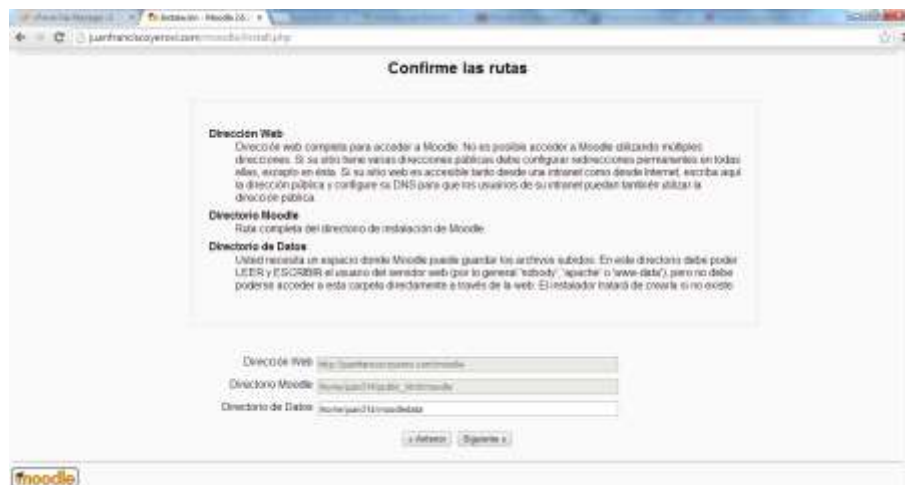 Instalación - Moodle 2.6
Confirme las rutas
Dirección Web
Dirección web completa para acceder a Moodle. No es posible acceder a Moodle utilizando múltiples
direcciones. Si su sitio tiene varias direcciones públicas debe configurar redirecciones permanentes en todas
ellas, excepto en ésta. Si su sitio web es accesible tanto desde una intranet como desde Internet, escriba aquí
la dirección pública y configure su DNS para que los usuarios de su intranet puedan también utilizar la
dirección pública.
Directorio Moodle
Ruta completa del directorio de instalación de Moodle.
Directorio de Datos
Usted necesita un espacio donde Moodle puede guardar los archivos subidos. En este directorio debe poder
LEER y ESCRIBIR el usuario del servidor web (por lo general 'nobody', 'apache' o 'www-data'), pero no debe
poderse acceder a esta carpeta directamente a través de la web. El instalador tratará de crearla si no existe.
Dirección Web
Directorio Moodle
Directorio de Datos
« Anterior Siguiente »
moodle